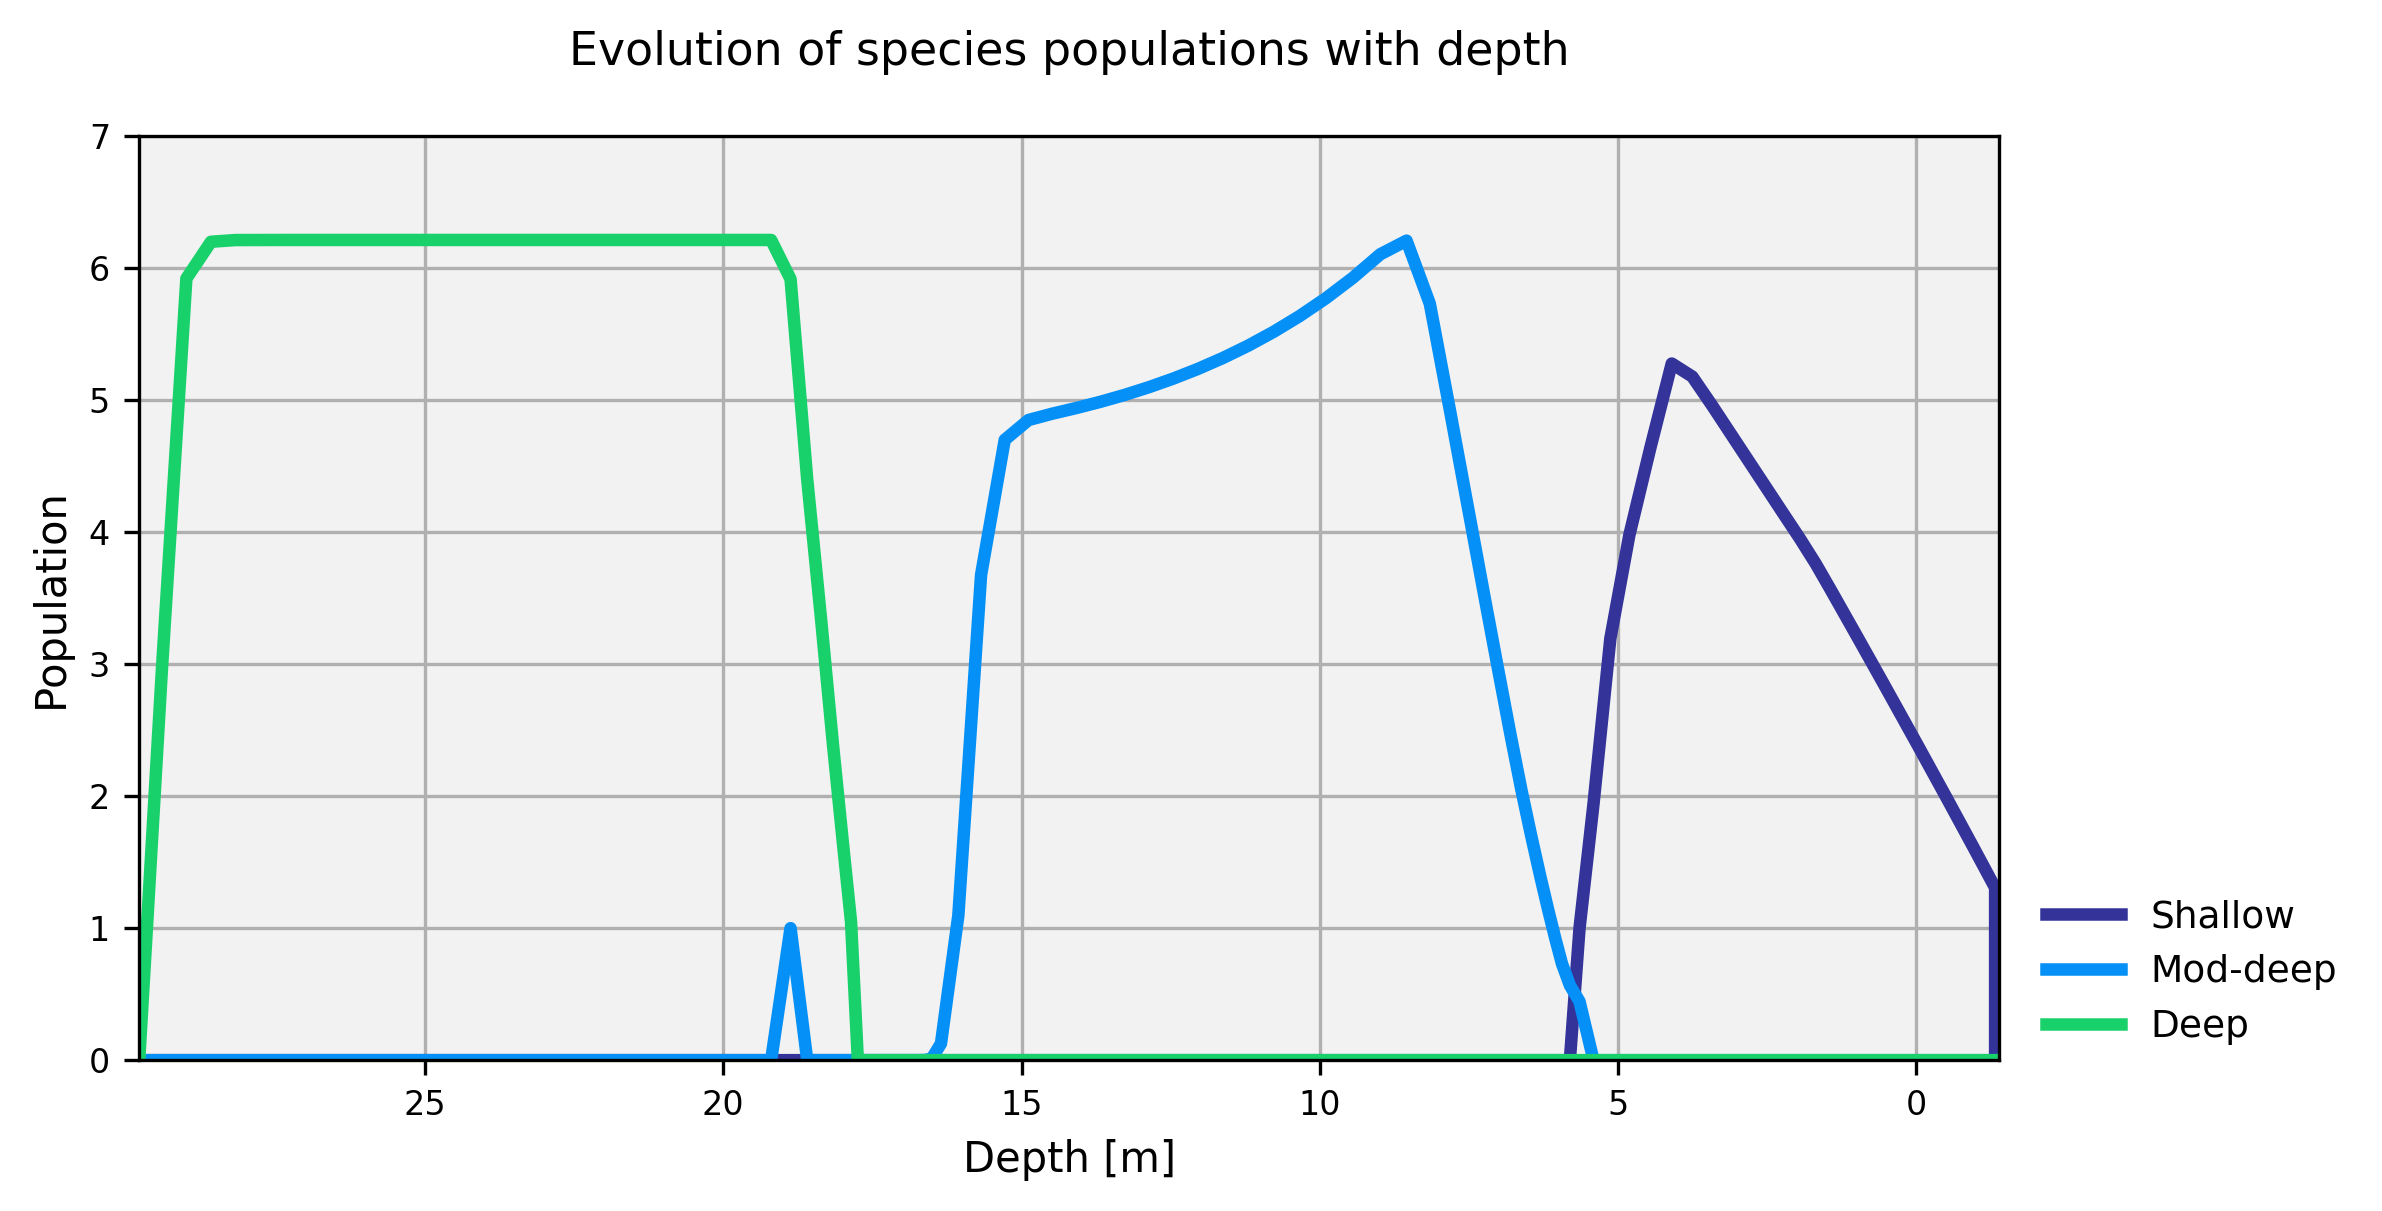 Evolution of species populations with depth
7
6
5
4
3
2
1
0
Population
25 20 15 10 5 0
Depth [m]
Shallow
Mod-deep
Deep